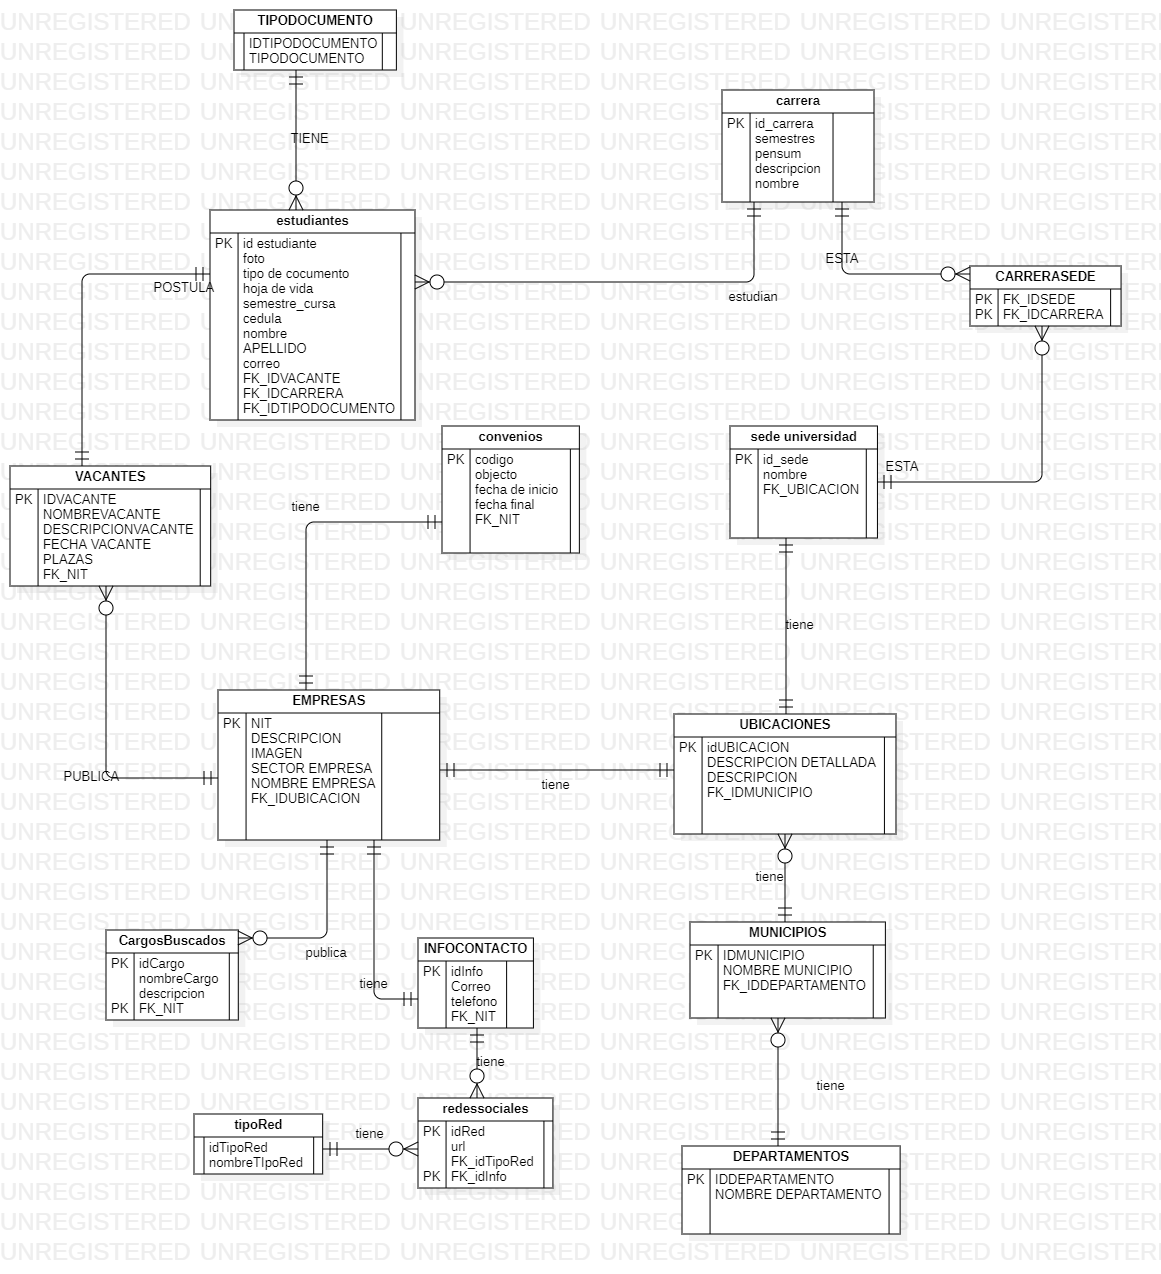 TIPODOCUMENTO
IDTIPODOCUMENTO
TIPODOCUMENTO
TIENE
carrera
PK id_carrera
semestres
pensum
descripcion
nombre
estudiantes
PK id estudiante
foto
tipo de cocumento
hoja de vida
semestre_cursa
cedula
nombre
APELLIDO
correo
FK_IDVACANTE
FK_IDCARRERA
FK_IDTIPODOCUMENTO
POSTULA
estudian
ESTA
CARRERASEDE
PK FK_IDSEDE
PK FK_IDCARRERA
VACANTES
PK IDVACANTE
NOMBREVACANTE
DESCRIPCIONVACANTE
FECHA VACANTE
PLAZAS
FK_NIT
convenios
PK codigo
objecto
fecha de inicio
fecha final
FK_NIT
tiene
sede universidad
PK id_sede
nombre
FK_UBICACION
ESTA
tiene
EMPRESAS
PK NIT
DESCRIPCION
IMAGEN
SECTOR EMPRESA
NOMBRE EMPRESA
FK_IDUBICACION
PUBLICA
tiene
UBICACIONES
PK idUBICACION
DESCRIPCION DETALLADA
DESCRIPCION
FK_IDMUNICIPIO
tiene
CargosBuscados
PK idCargo
nombreCargo
descripcion
PK FK_NIT
publica
tiene
INFOCONTACTO
PK idInfo
Correo
telefono
FK_NIT
MUNICIPIOS
PK IDMUNICIPIO
NOMBRE MUNICIPIO
FK_IDDEPARTAMENTO
tiene
tiene
tipoRed
idTipoRed
nombreTIpoRed
tiene
redessociales
PK idRed
url
FK_idTipoRed
PK FK_idInfo
DEPARTAMENTOS
PK IDDEPARTAMENTO
NOMBRE DEPARTAMENTO
UNREGISTERED